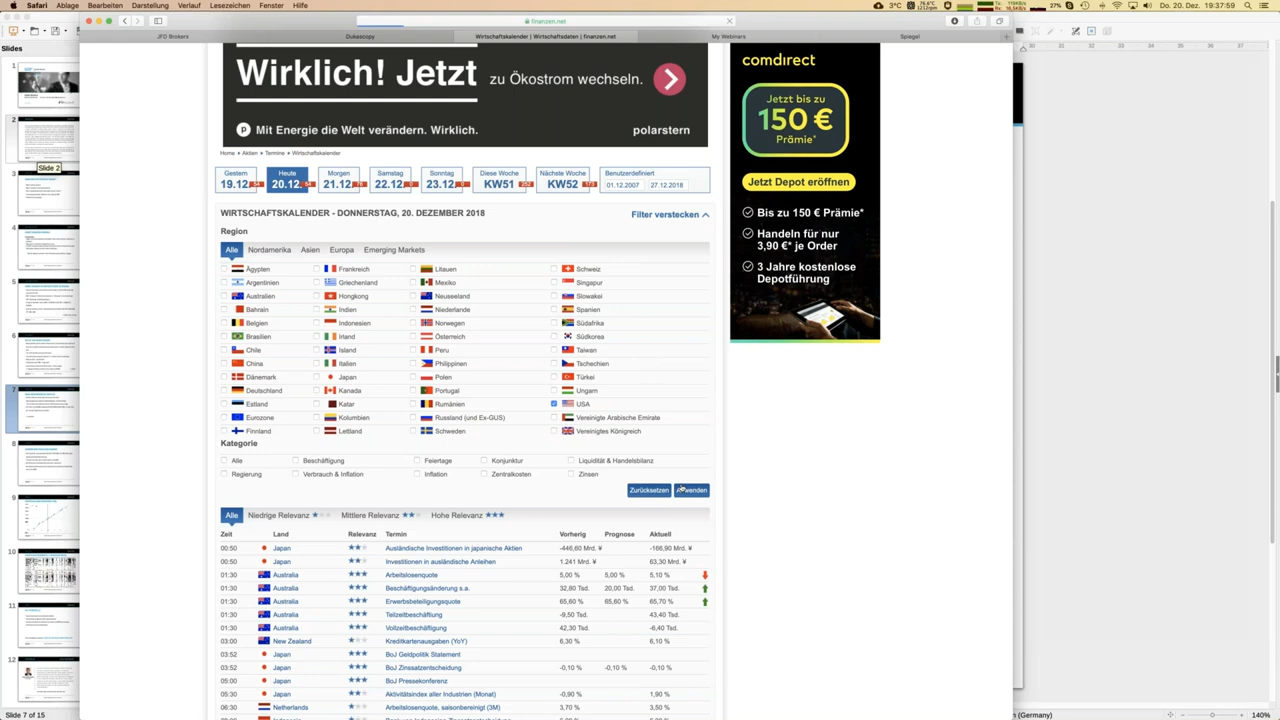 Safari Ablage Bearbeiten Darstellung Verlauf Lesezeichen Fenster Hilfe
3°C 27% Do. 20. Dez. 19:37:59
finanzen.net
JFD Brokers Dukascopy Wirtschaftskalender | Wirtschaftsdaten | finanzen.net My Webinars Spiegel
Slides
Slide 2
Wirklich! Jetzt zu Ökostrom wechseln.
Mit Energie die Welt verändern. Wirklich. polarstern
comdirect
Jetzt bis zu
150 €
Prämie*
Jetzt Depot eröffnen
Bis zu 150 € Prämie*
Handeln für nur
3,90 €* je Order
3 Jahre kostenlose
Depotführung
Home Aktien Termine Wirtschaftskalender
Gestern Heute Morgen Samstag Sonntag Diese Woche Nächste Woche Benutzerdefiniert
19.12. 20.12. 21.12. 22.12. 23.12. KW51 KW52 01.12.2007 27.12.2018
WIRTSCHAFTSKALENDER - DONNERSTAG, 20. DEZEMBER 2018 Filter verstecken
Region
Alle Nordamerika Asien Europa Emerging Markets
Ägypten Frankreich Litauen Schweiz
Argentinien Griechenland Mexiko Singapur
Australien Hongkong Neuseeland Slowakei
Bahrain Indien Niederlande Spanien
Belgien Indonesien Norwegen Südafrika
Brasilien Irland Österreich Südkorea
Chile Island Peru Taiwan
China Italien Philippinen Tschechien
Dänemark Japan Polen Türkei
Deutschland Kanada Portugal Ungarn
Estland Katar Rumänien USA
Eurozone Kolumbien Russland (und Ex-GUS) Vereinigte Arabische Emirate
Finnland Lettland Schweden Vereinigtes Königreich
Kategorie
Alle Beschäftigung Feiertage Konjunktur Liquidität & Handelsbilanz
Regierung Verbrauch & Inflation Inflation Zentralkosten Zinsen
Zurücksetzen
Alle Niedrige Relevanz Mittlere Relevanz Hohe Relevanz
Zeit Land Relevanz Termin Vorherig Prognose Aktuell
00:50 Japan Ausländische Investitionen in japanische Aktien -446,60 Mrd. ¥ -166,90 Mrd. ¥
00:50 Japan Investitionen in ausländische Anleihen 1.241 Mrd. ¥ 63,30 Mrd. ¥
01:30 Australia Arbeitslosenquote 5,00 % 5,00 % 5,10 %
01:30 Australia Beschäftigungsänderung s.a. 32,80 Tsd. 20,00 Tsd. 37,00 Tsd.
01:30 Australia Erwerbsbeteiligungsquote 65,60 % 65,60 % 65,70 %
01:30 Australia Teilzeitbeschäftigung -9,50 Tsd. 43,40 Tsd.
01:30 Australia Vollzeitbeschäftigung 42,30 Tsd. -6,40 Tsd.
03:00 New Zealand Kreditkartenausgaben (YoY) 6,30 % 6,10 %
03:52 Japan BoJ Geldpolitik Statement
03:52 Japan BoJ Zinssatzentscheidung -0,10 % -0,10 % -0,10 %
05:00 Japan BoJ Pressekonferenz
05:30 Japan Aktivitätsindex aller Industrien (Monat) -0,90 % 1,90 %
06:30 Netherlands Arbeitslosenquote, saisonbereinigt (3M) 3,70 % 3,50 %
Slide 7 of 15
(Germany) 140%